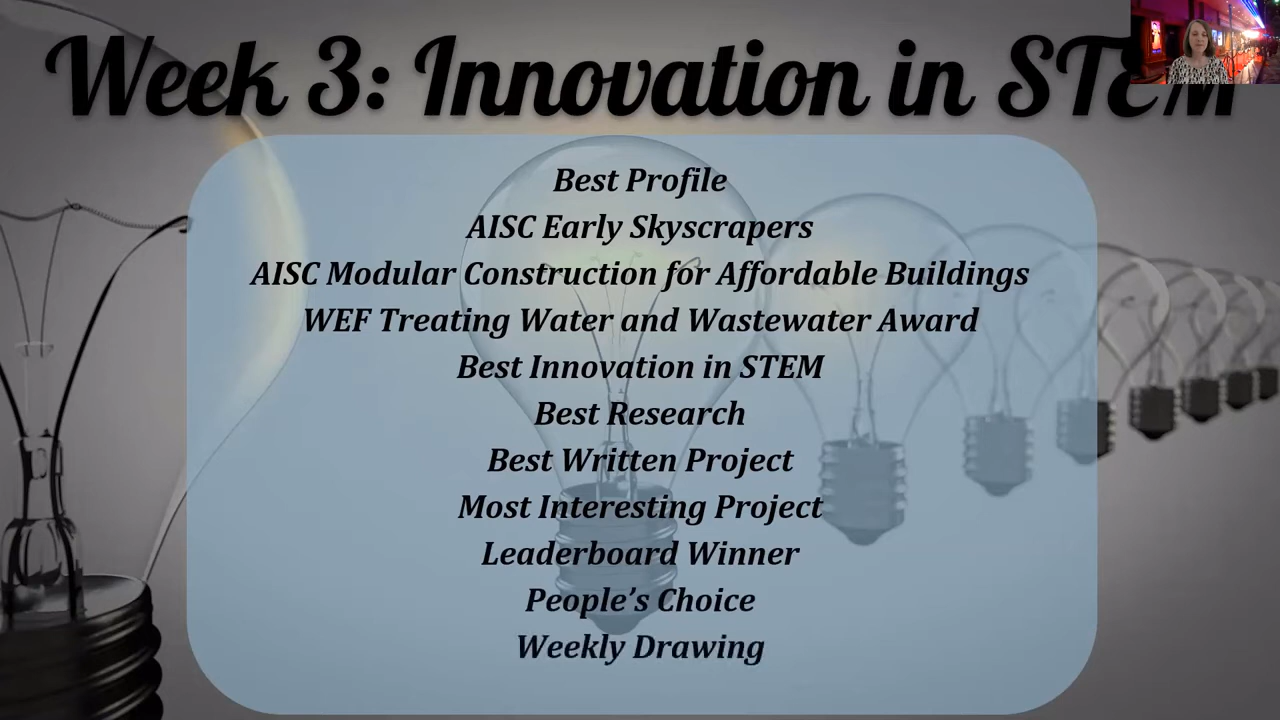 Week 3: Innovation in STEM
Best Profile
AISC Early Skyscrapers
AISC Modular Construction for Affordable Buildings
WEF Treating Water and Wastewater Award
Best Innovation in STEM
Best Research
Best Written Project
Most Interesting Project
Leaderboard Winner
People’s Choice
Weekly Drawing